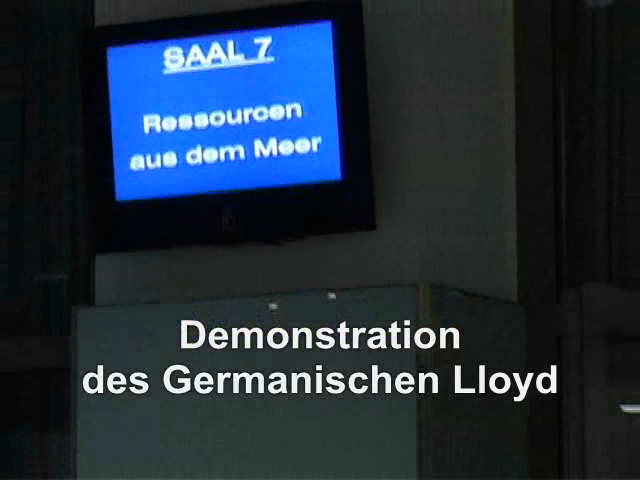 SAAL 7
Ressourcen
aus dem Meer
Demonstration
des Germanischen Lloyd